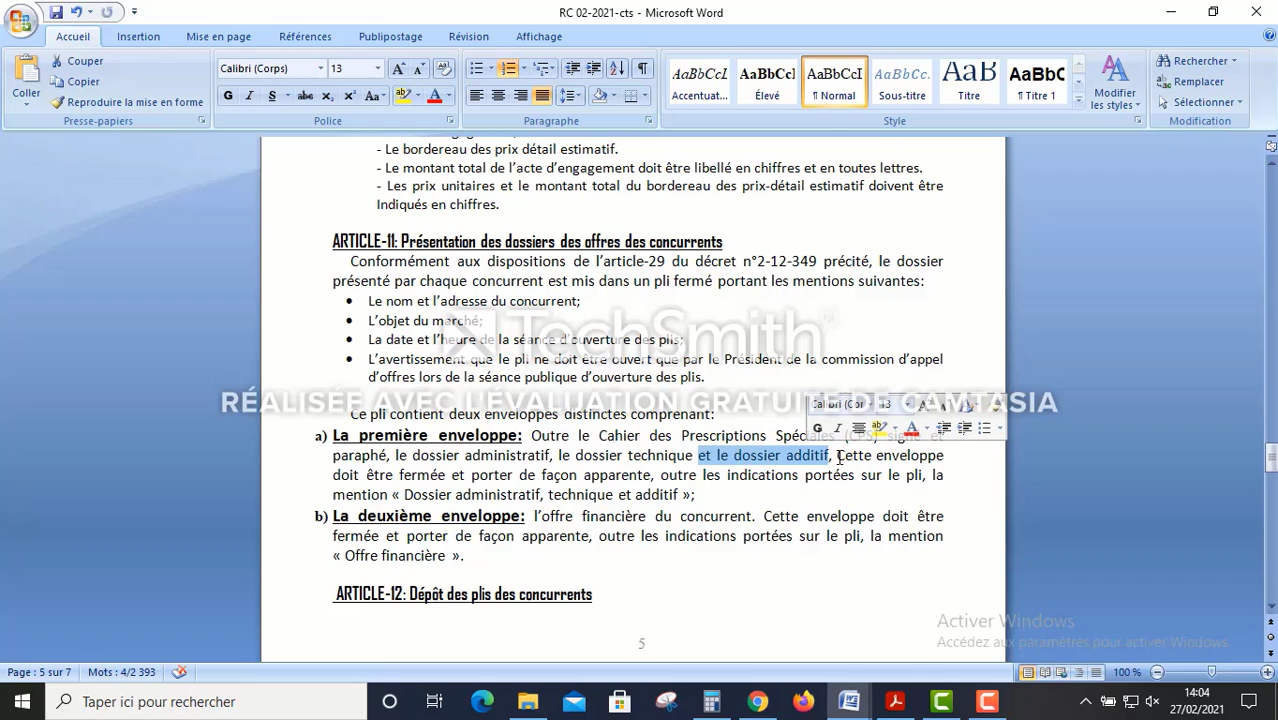 RC 02-2021-cts - Microsoft Word
Accueil Insertion Mise en page Références Publipostage Révision Affichage
Coller
Couper
Copier
Reproduire la mise en forme
Presse-papiers
Calibri (Corps) 13
G I S abc X₂ X² Aa A
Police
Paragraphe
AaBbCcI AaBbCcI AaBbCcI AaBbCcI AaB AaBbC
Accentuat... Élevé ¶ Normal Sous-titre Titre ¶ Titre 1
Style
Modifier les styles
Rechercher
Remplacer
Sélectionner
Modification
- Le bordereau des prix détail estimatif.
- Le montant total de l'acte d'engagement doit être libellé en chiffres et en toutes lettres.
- Les prix unitaires et le montant total du bordereau des prix-détail estimatif doivent être
Indiqués en chiffres.
ARTICLE-11: Présentation des dossiers des offres des concurrents
Conformément aux dispositions de l'article-29 du décret n°2-12-349 précité, le dossier
présenté par chaque concurrent est mis dans un pli fermé portant les mentions suivantes:
• Le nom et l'adresse du concurrent;
• L'objet du marché;
• La date et l'heure de la séance d'ouverture des plis;
• L'avertissement que le pli ne doit être ouvert que par le Président de la commission d'appel
d'offres lors de la séance publique d'ouverture des plis.
TechSmith
RÉALISÉE AVEC L'ÉVALUATION GRATUITE DE CAMTASIA
Ce pli contient deux enveloppes distinctes comprenant:
Calibri (Cor 13
G I A
a) La première enveloppe: Outre le Cahier des Prescriptions Spéciales (CPS) signé et
paraphé, le dossier administratif, le dossier technique et le dossier additif, Cette enveloppe
doit être fermée et porter de façon apparente, outre les indications portées sur le pli, la
mention « Dossier administratif, technique et additif »;
b) La deuxième enveloppe: l'offre financière du concurrent. Cette enveloppe doit être
fermée et porter de façon apparente, outre les indications portées sur le pli, la mention
« Offre financière ».
ARTICLE-12: Dépôt des plis des concurrents
5
Activer Windows
Accédez aux paramètres pour activer Windows.
Page : 5 sur 7 Mots : 4/2 393 100 %
Taper ici pour rechercher
14:04
27/02/2021